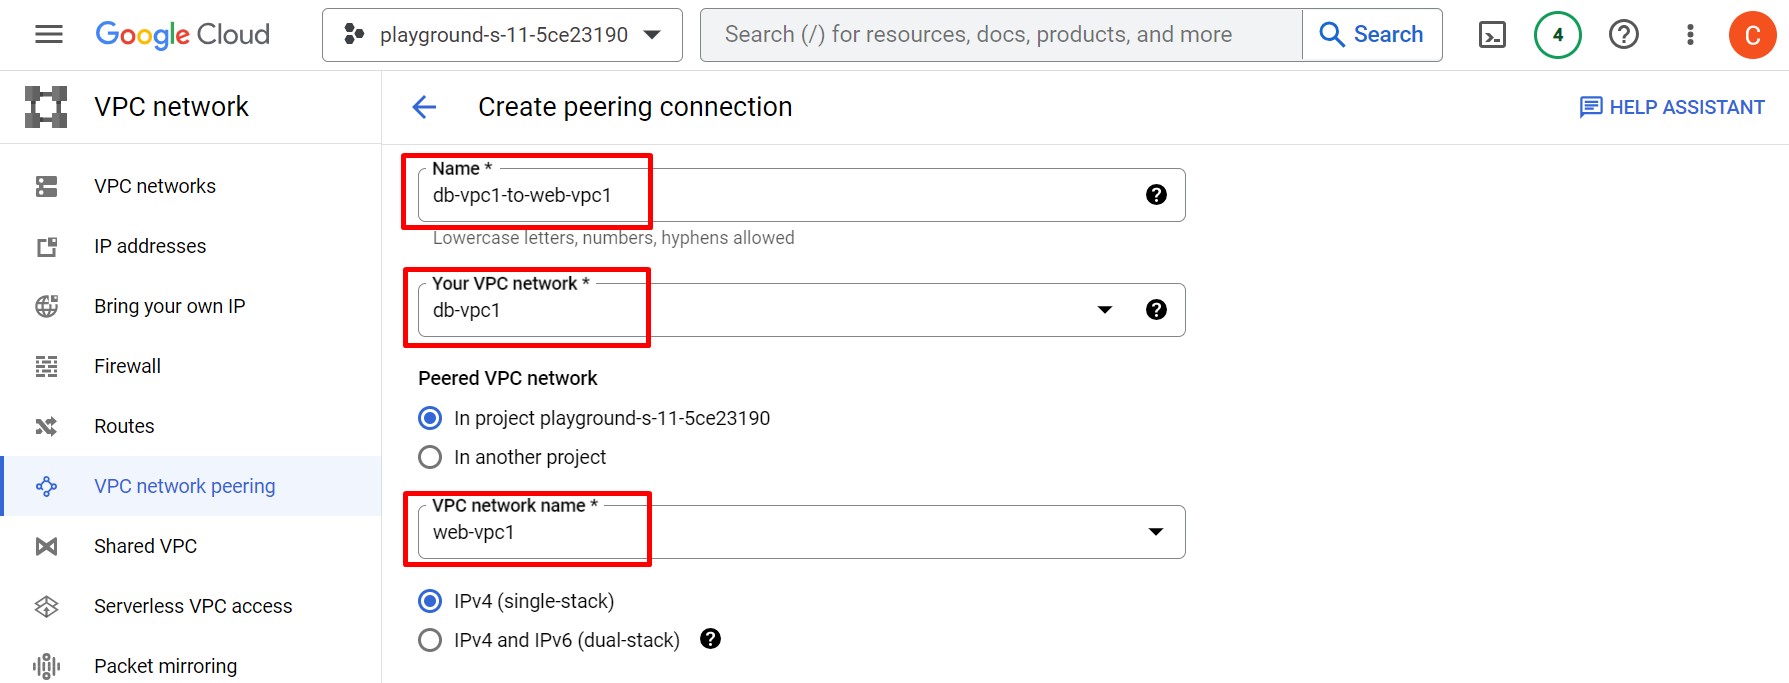 Google Cloud
playground-s-11-5ce23190
Search (/) for resources, docs, products, and more
Search
4
?
C
VPC network
Create peering connection
HELP ASSISTANT
VPC networks
IP addresses
Bring your own IP
Firewall
Routes
VPC network peering
Shared VPC
Serverless VPC access
Packet mirroring
Name *
db-vpc1-to-web-vpc1
?
Lowercase letters, numbers, hyphens allowed
Your VPC network *
db-vpc1
?
Peered VPC network
In project playground-s-11-5ce23190
In another project
VPC network name *
web-vpc1
IPv4 (single-stack)
IPv4 and IPv6 (dual-stack) ?